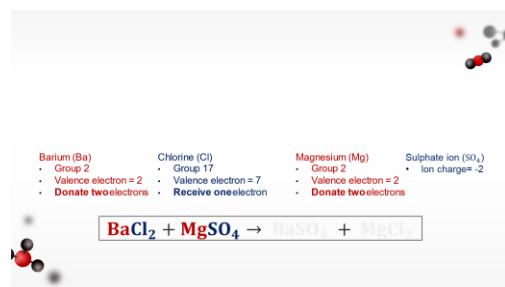 Barium (Ba)
• Group 2
• Valence electron = 2
• Donate two electrons
Chlorine (Cl)
• Group 17
• Valence electron = 7
• Receive one electron
Magnesium (Mg)
• Group 2
• Valence electron = 2
• Donate two electrons
Sulphate ion (SO₄)
• Ion charge= -2
BaCl₂ + MgSO₄ → BaSO₄ + MgCl₂